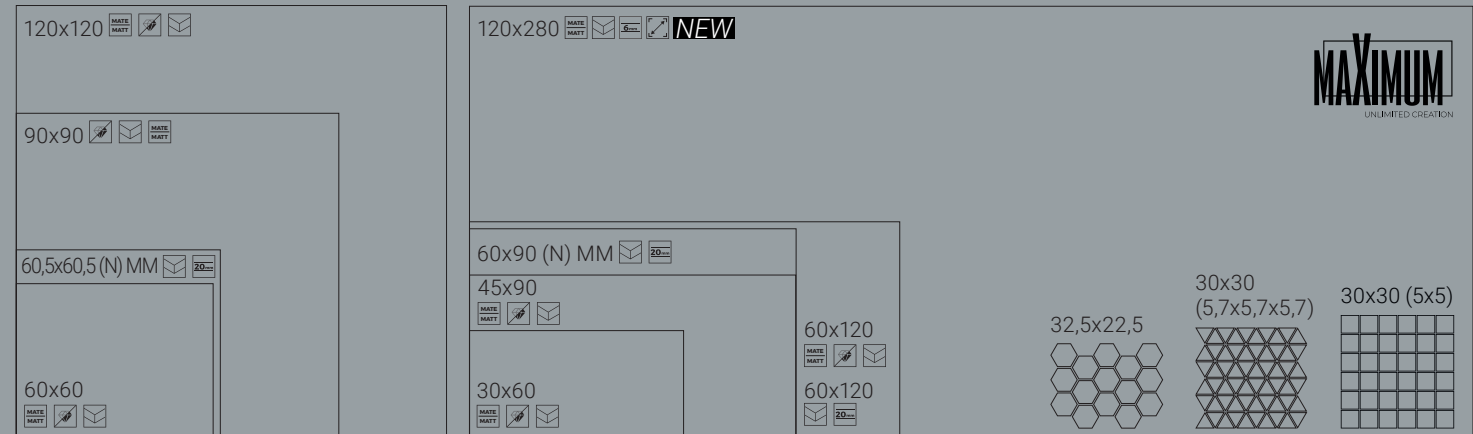 120x120 MATE MATT
90x90 MATE MATT
60,5x60,5 (N) MM 20mm
60x60
MATE MATT
120x280 MATE MATT 6mm NEW
MAXIMUM
UNLIMITED CREATION
60x90 (N) MM 20mm
45x90
MATE MATT
30x60
MATE MATT
60x120
MATE MATT
60x120
20mm
32,5x22,5
30x30
(5,7x5,7x5,7)
30x30 (5x5)